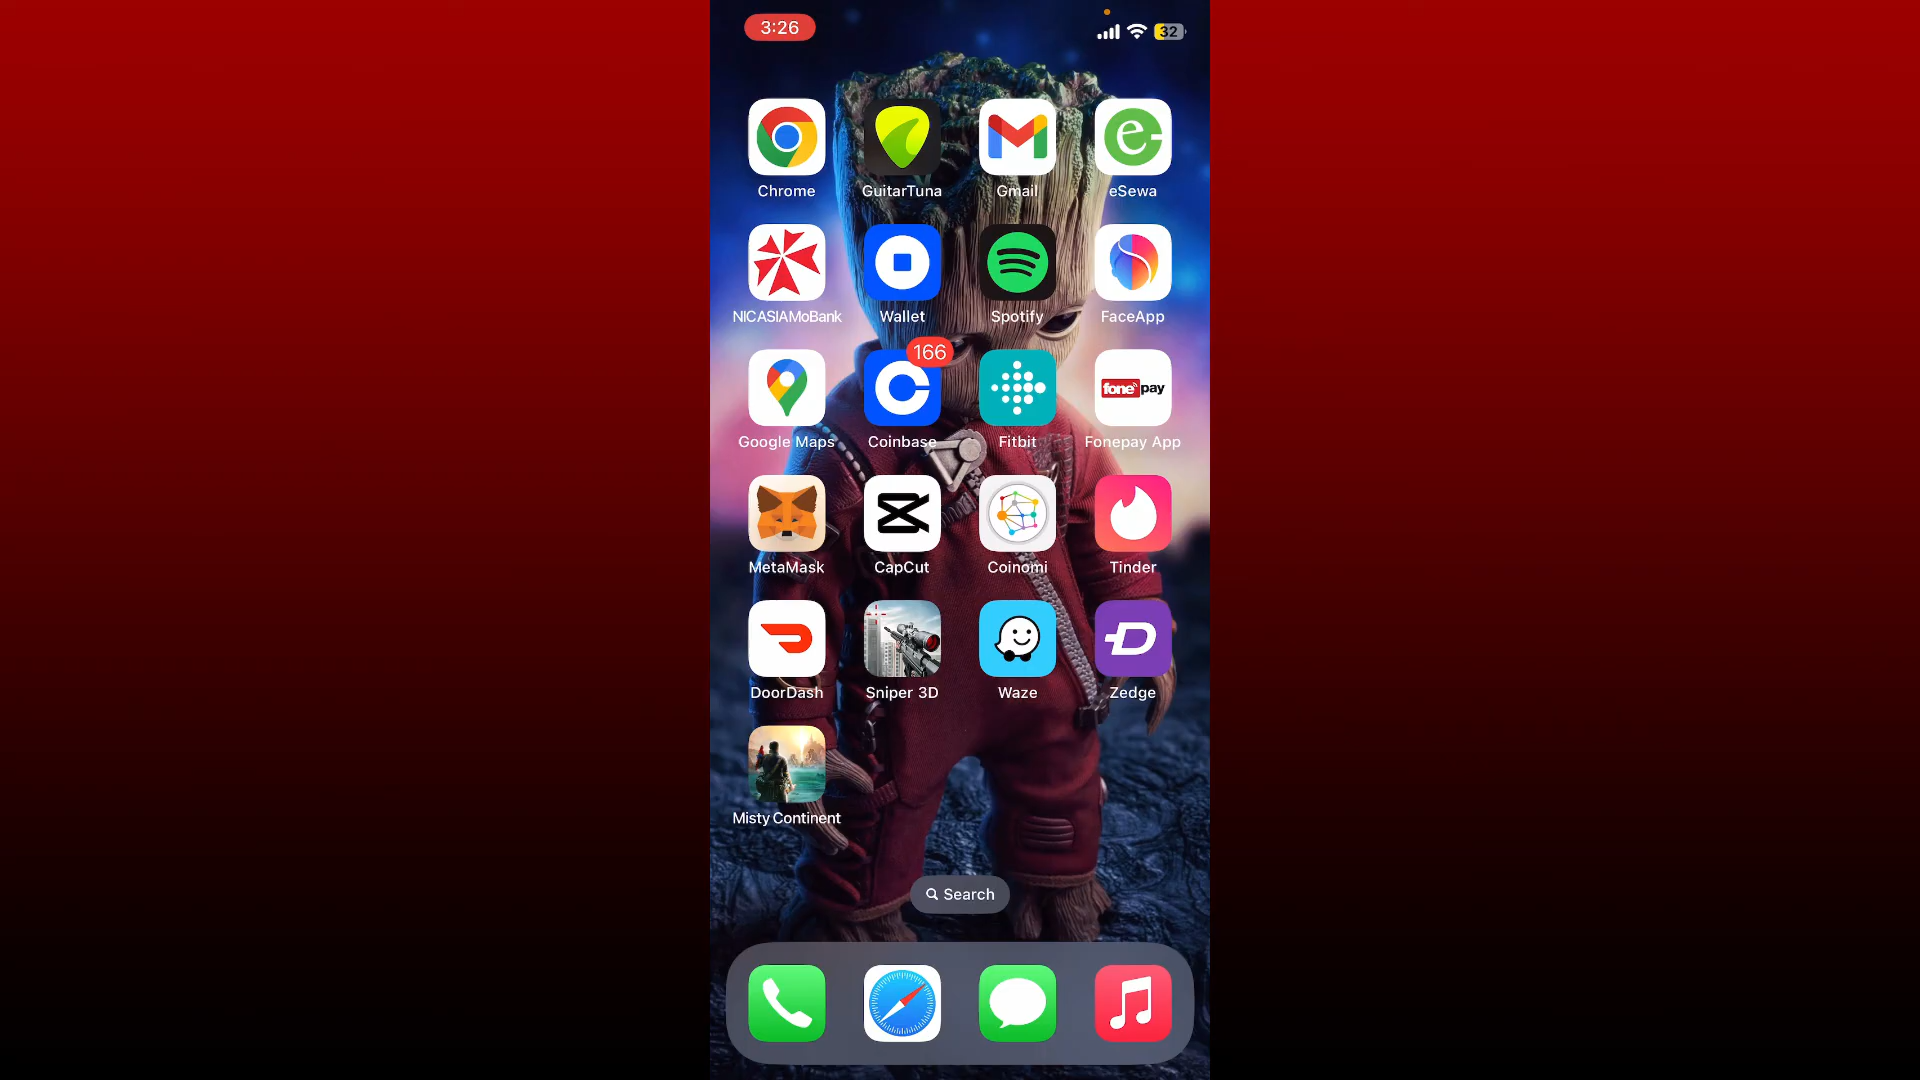 3:26
32
Chrome
GuitarTuna
Gmail
eSewa
NICASIAMoBank
Wallet
Spotify
FaceApp
166
fone pay
Google Maps
Coinbase
Fitbit
Fonepay App
MetaMask
CapCut
Coinomi
Tinder
DoorDash
Sniper 3D
Waze
Zedge
Misty Continent
Search